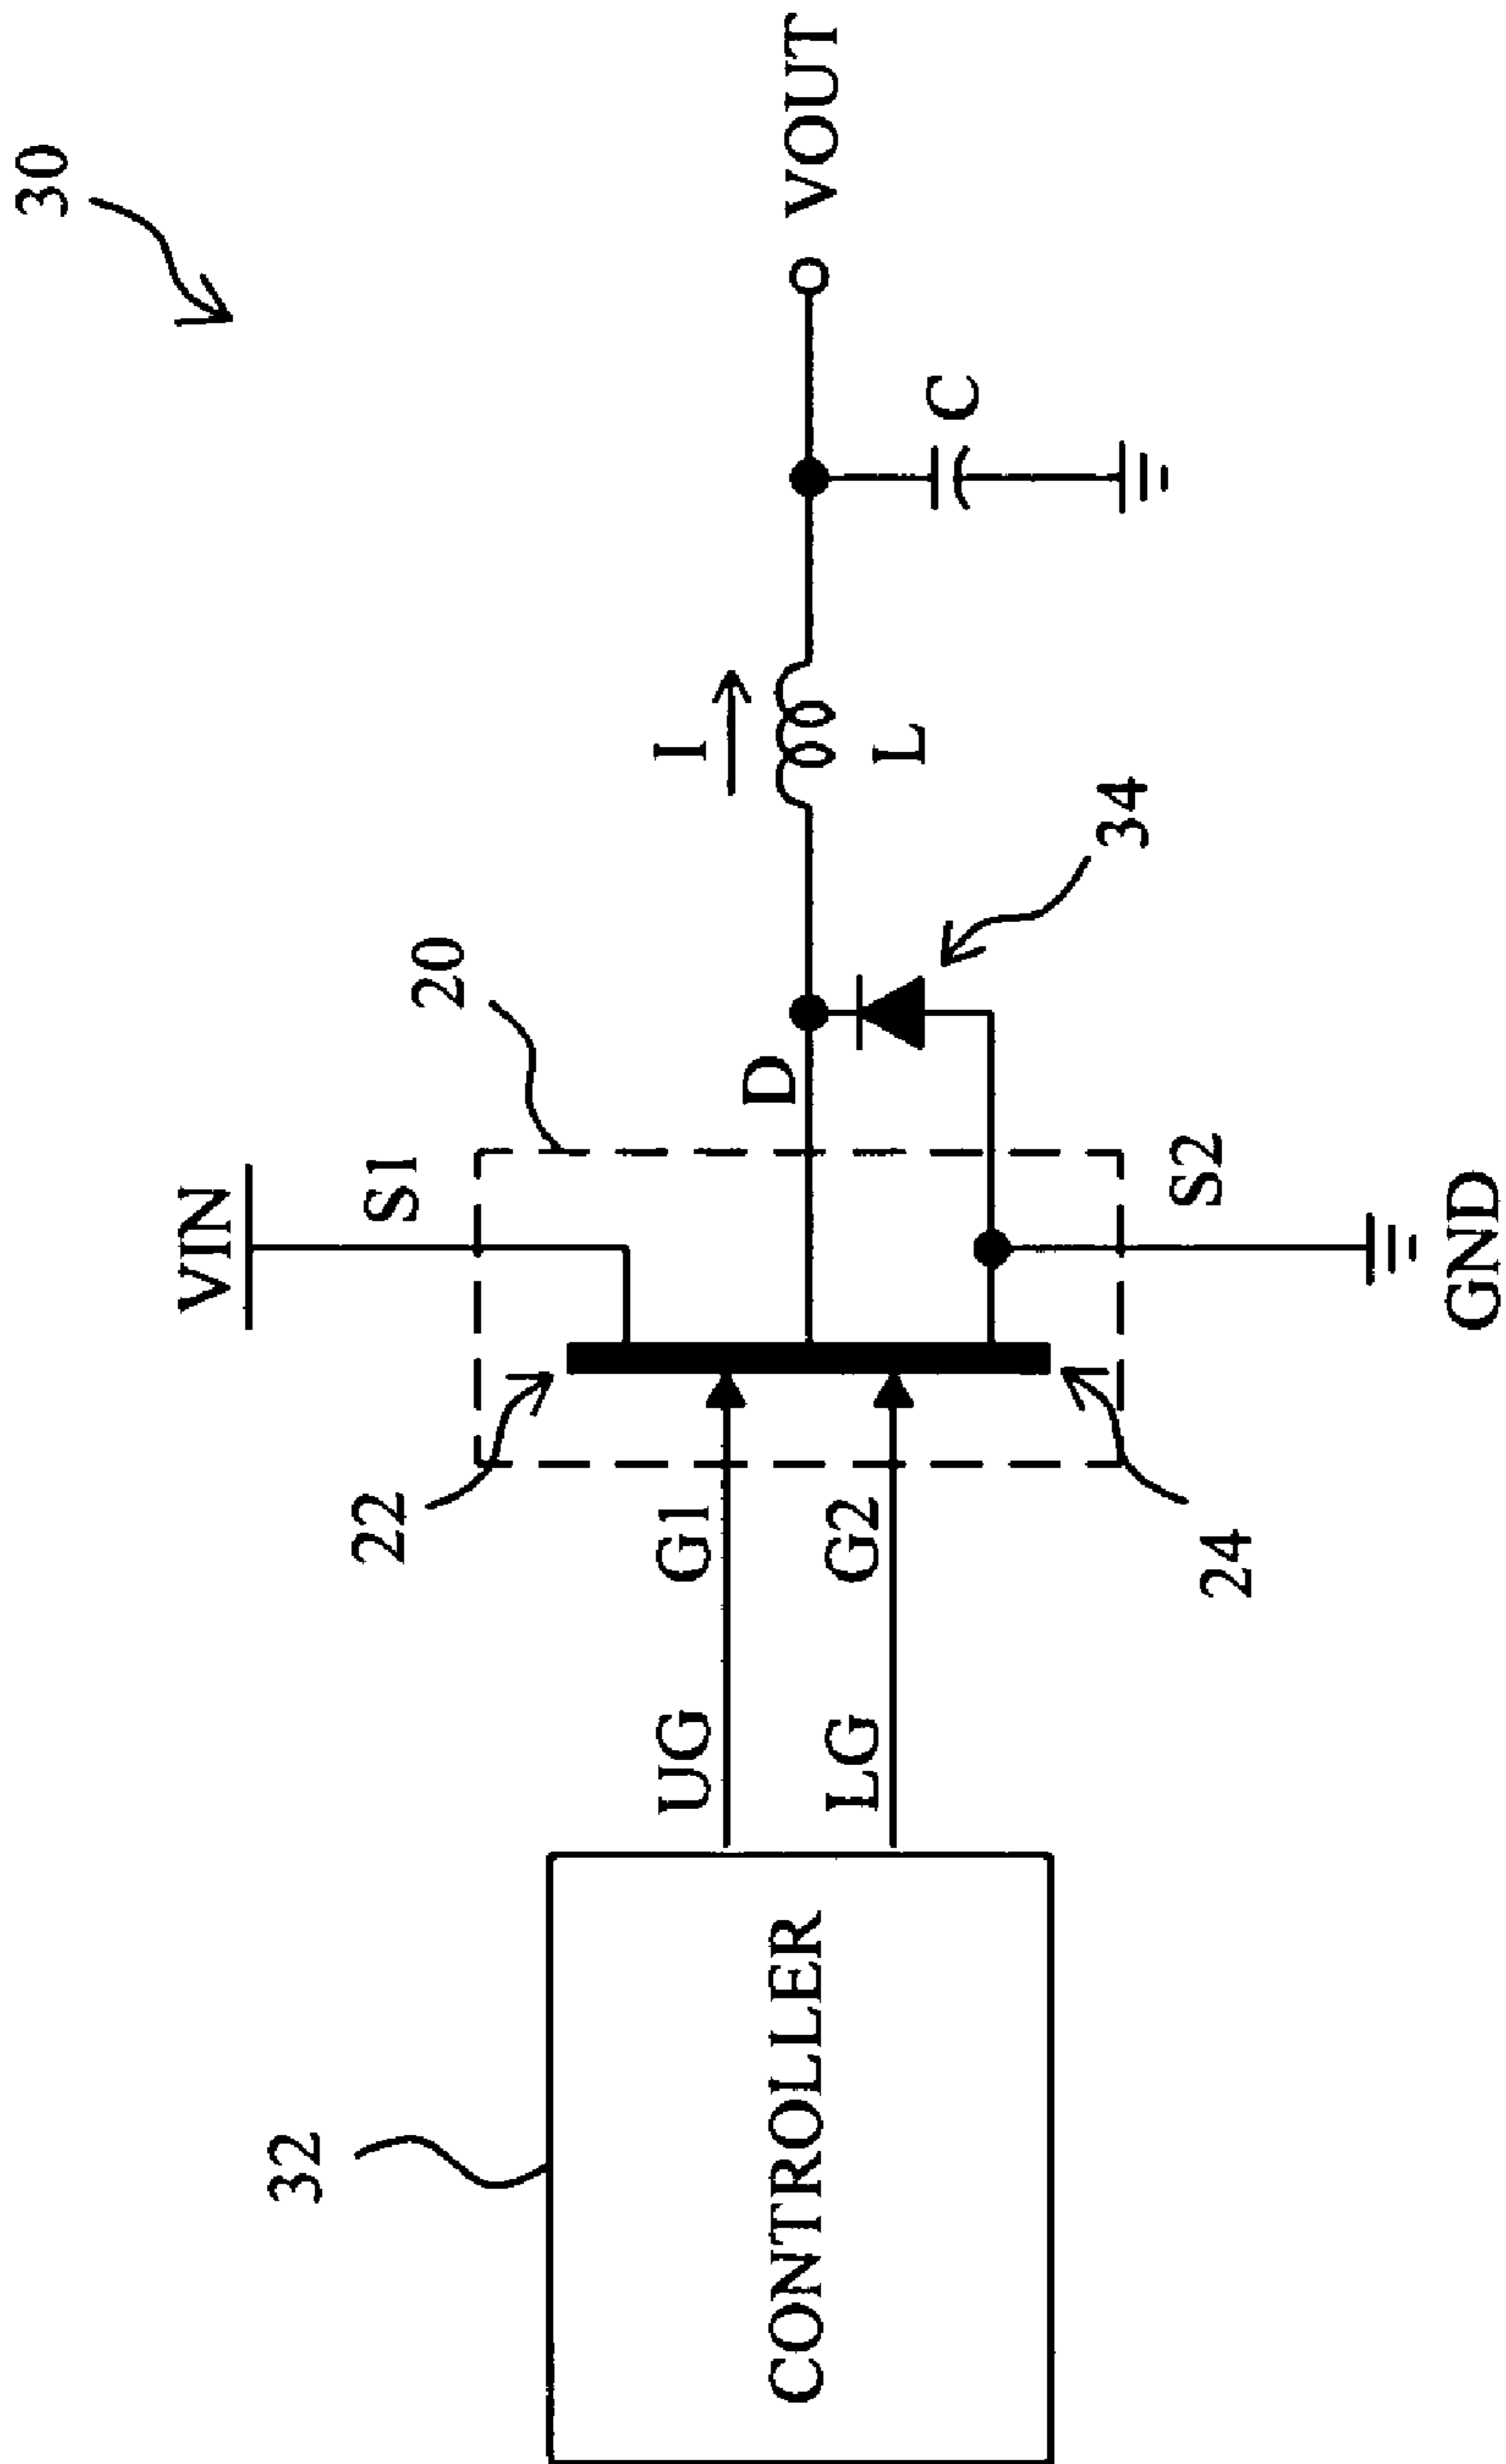 30
VIN
S1
20
22
32
CONTROLLER
UG
G1
D
I
VOUT
LG
G2
L
C
34
24
S2
GND